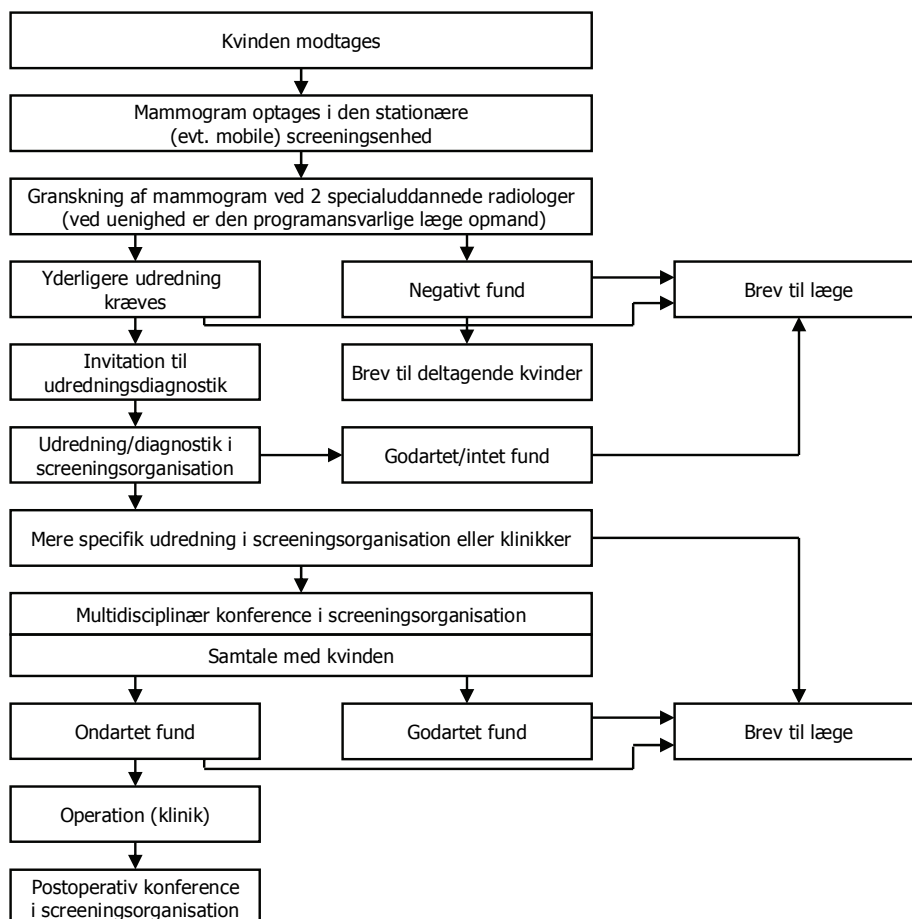 Kvinden modtages
Mammogram optages i den stationære
(evt. mobile) screeningsenhed
Granskning af mammogram ved 2 specialuddannede radiologer
(ved uenighed er den programansvarlige læge opmand)
Yderligere udredning
kræves
Negativt fund
Brev til læge
Invitation til
udredningsdiagnostik
Brev til deltagende kvinder
Udredning/diagnostik i
screeningsorganisation
Godartet/intet fund
Mere specifik udredning i screeningsorganisation eller klinikker
Multidisciplinær konference i screeningsorganisation
Samtale med kvinden
Ondartet fund
Godartet fund
Brev til læge
Operation (klinik)
Postoperativ konference
i screeningsorganisation